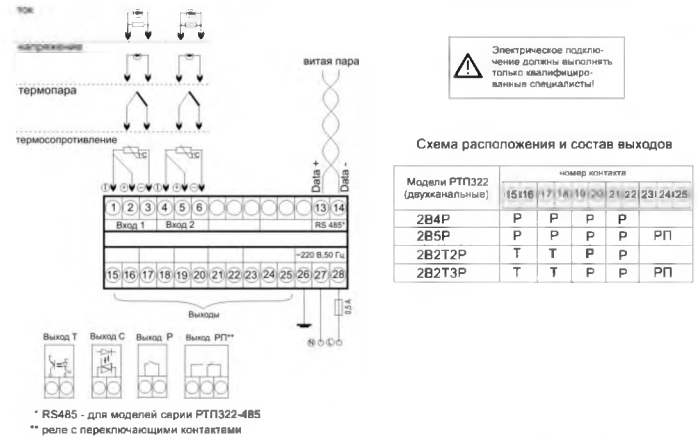 ток
напряжение
термопара
термосопротивление
витая пара
Data +
Data -
1 2 3 4 5 6 13 14
Вход 1 Вход 2 RS 485*
~220 В,50 Гц
15 16 17 18 19 20 21 22 23 24 25 26 27 28
Выходы
0,5А
N L
Выход Т Выход С Выход Р Выход РП**
* RS485 - для моделей серии РТП322-485
** реле с переключающими контактами
Электрическое подклю-
чение должны выполнять
только квалифициро-
ванные специалисты!
Схема расположения и состав выходов
Модели РТП322
(двухканальные)
номер контакта
15 16 17 18 19 20 21 22 23 24 25
2В4Р Р Р Р Р
2В5Р Р Р Р Р РП
2В2Т2Р Т Т Р Р
2В2Т3Р Т Т Р Р РП